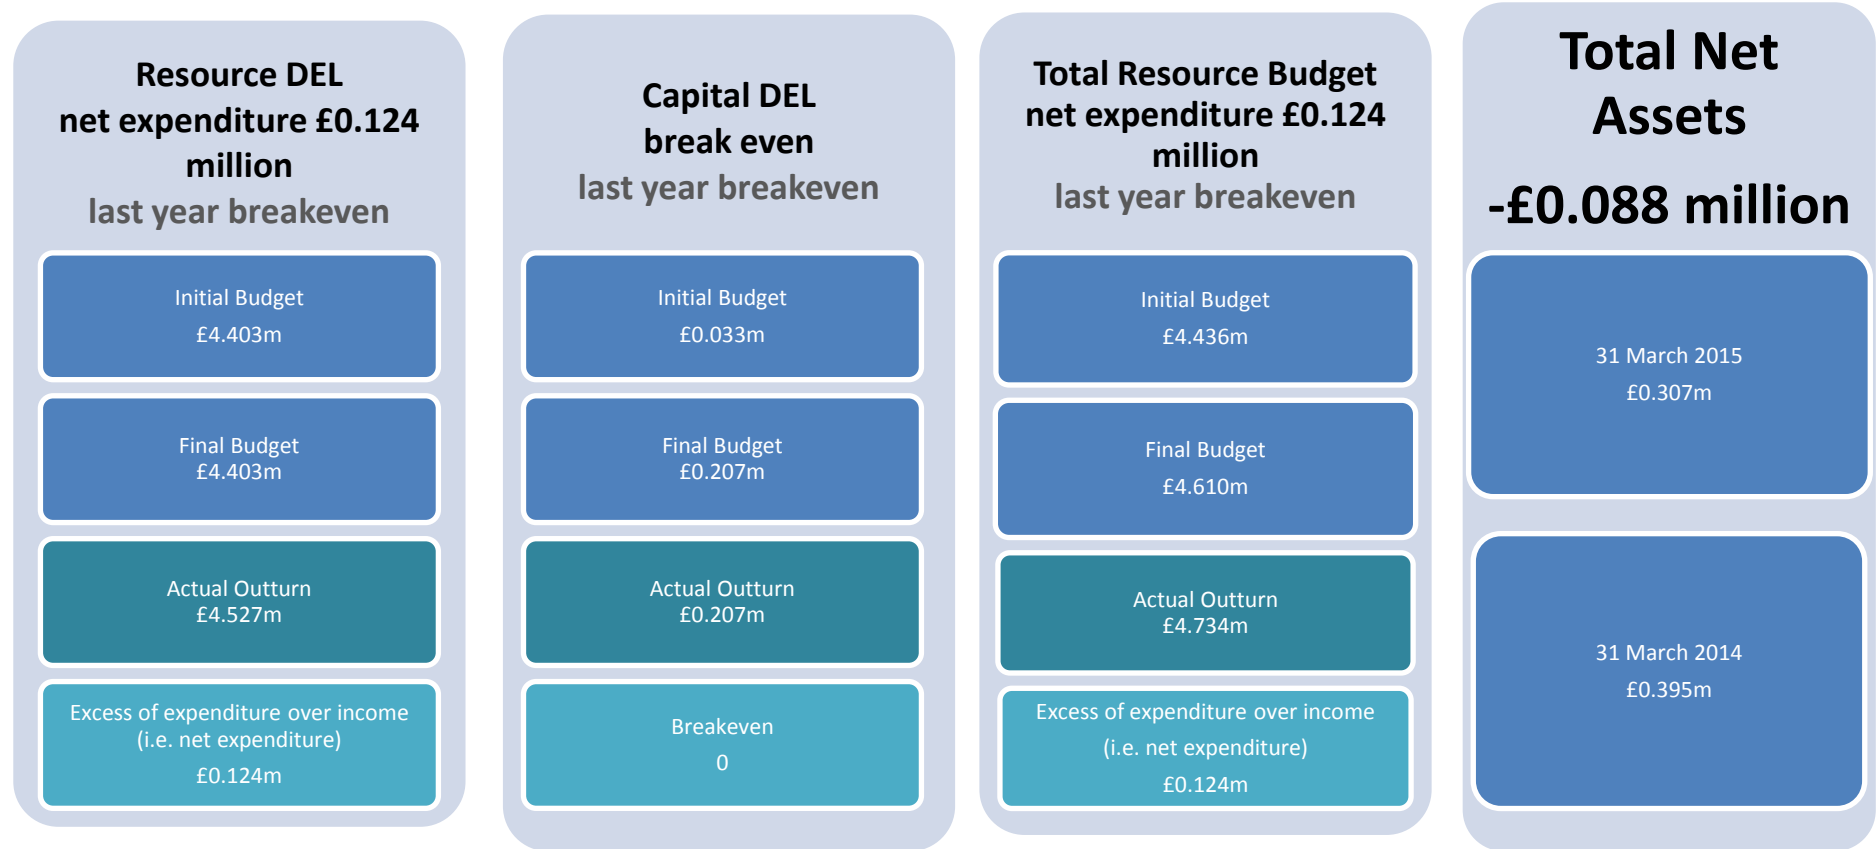 Resource DEL
net expenditure £0.124
million
last year breakeven
Initial Budget
£4.403m
Final Budget
£4.403m
Actual Outturn
£4.527m
Excess of expenditure over income
(i.e. net expenditure)
£0.124m
Capital DEL
break even
last year breakeven
Initial Budget
£0.033m
Final Budget
£0.207m
Actual Outturn
£0.207m
Breakeven
0
Total Resource Budget
net expenditure £0.124
million
last year breakeven
Initial Budget
£4.436m
Final Budget
£4.610m
Actual Outturn
£4.734m
Excess of expenditure over income
(i.e. net expenditure)
£0.124m
Total Net
Assets
-£0.088 million
31 March 2015
£0.307m
31 March 2014
£0.395m